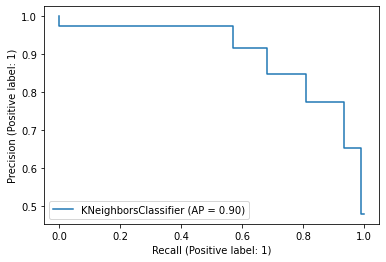 1.0
0.9
0.8
0.7
0.6
0.5
Precision (Positive label: 1)
KNeighborsClassifier (AP = 0.90)
0.0 0.2 0.4 0.6 0.8 1.0
Recall (Positive label: 1)